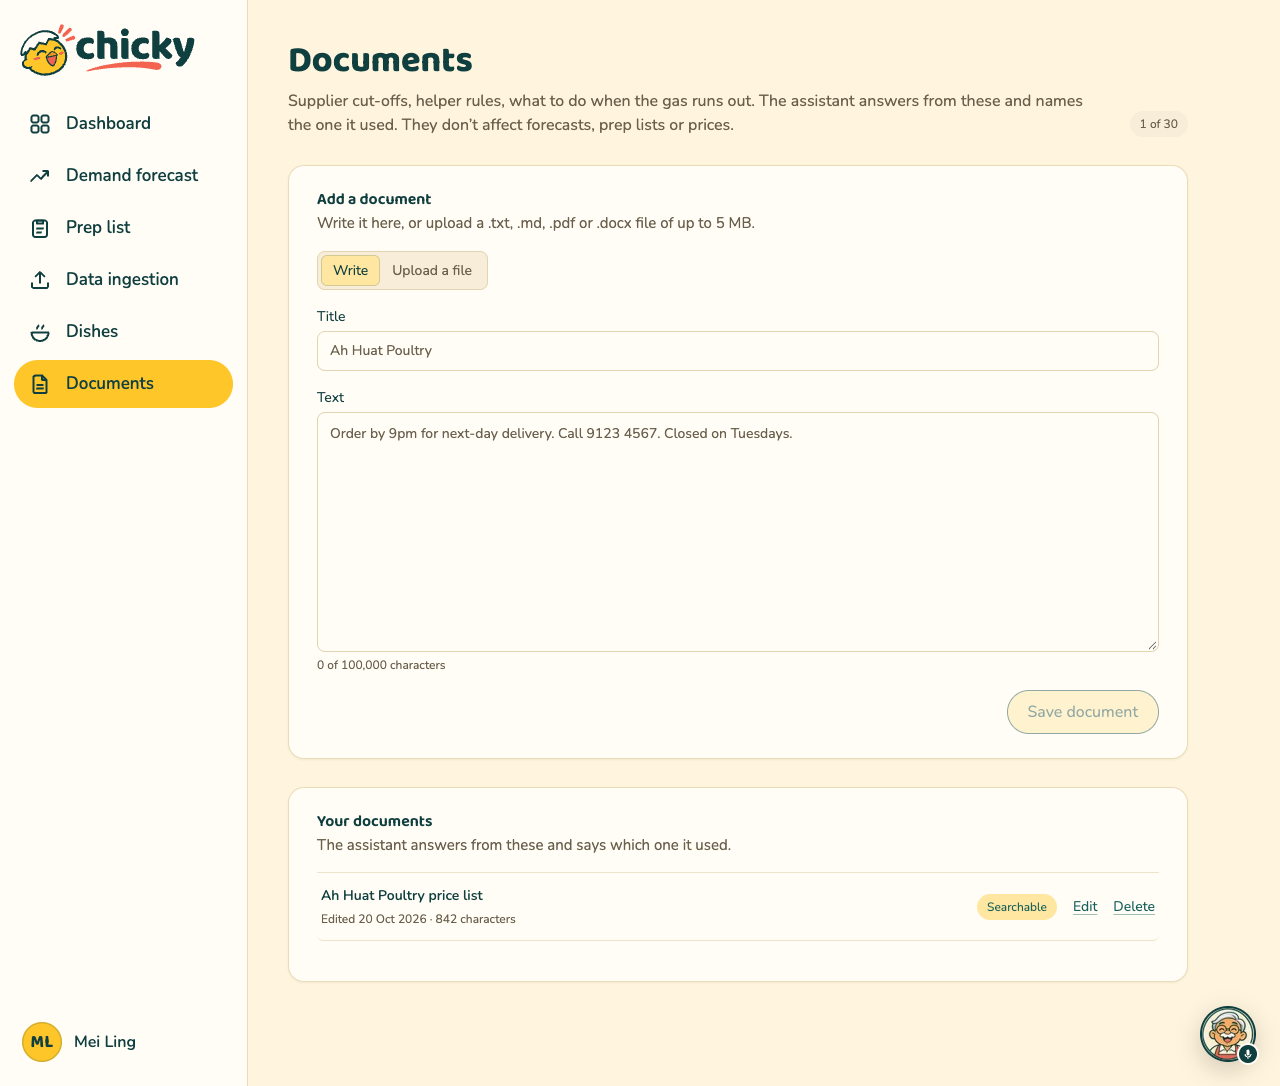 chicky
Dashboard
Demand forecast
Prep list
Data ingestion
Dishes
Documents
ML
Mei Ling
Documents
Supplier cut-offs, helper rules, what to do when the gas runs out. The assistant answers from these and names
the one it used. They don’t affect forecasts, prep lists or prices.
1 of 30
Add a document
Write it here, or upload a .txt, .md, .pdf or .docx file of up to 5 MB.
Write
Upload a file
Title
Ah Huat Poultry
Text
Order by 9pm for next-day delivery. Call 9123 4567. Closed on Tuesdays.
0 of 100,000 characters
Save document
Your documents
The assistant answers from these and says which one it used.
Ah Huat Poultry price list
Edited 20 Oct 2026 · 842 characters
Searchable
Edit
Delete